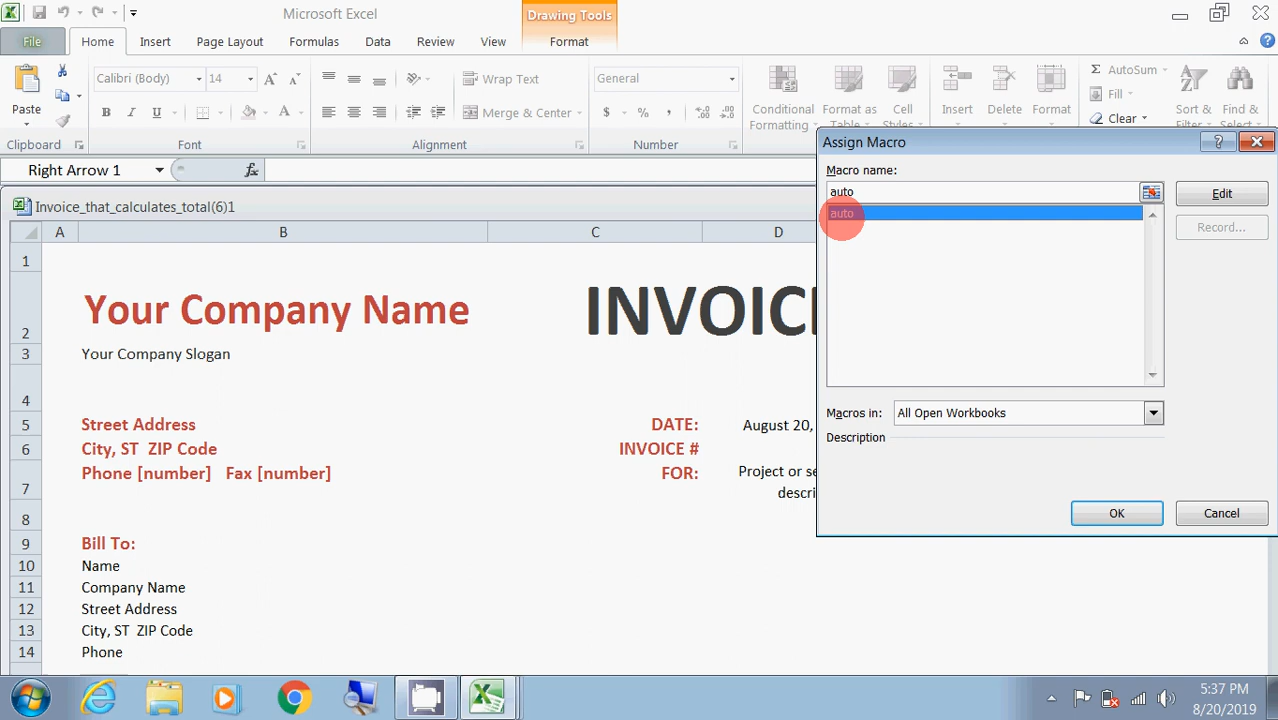 Microsoft Excel
Drawing Tools
File Home Insert Page Layout Formulas Data Review View Format
Calibri (Body) 14 Wrap Text General AutoSum
Fill
Paste B I U Merge & Center $ % , Conditional Format as Cell Insert Delete Format Sort & Find &
Formatting Table Styles Clear Filter Select
Clipboard Font Alignment Number
Right Arrow 1 fx
Invoice_that_calculates_total(6)1
A B C D
1
2 Your Company Name INVOIC
3 Your Company Slogan
4
5 Street Address DATE: August 20,
6 City, ST ZIP Code INVOICE #
7 Phone [number] Fax [number] FOR: Project or se
descri
8
9 Bill To:
10 Name
11 Company Name
12 Street Address
13 City, ST ZIP Code
14 Phone
Assign Macro
Macro name:
auto Edit
auto
Record...
Macros in: All Open Workbooks
Description
OK Cancel
5:37 PM
8/20/2019